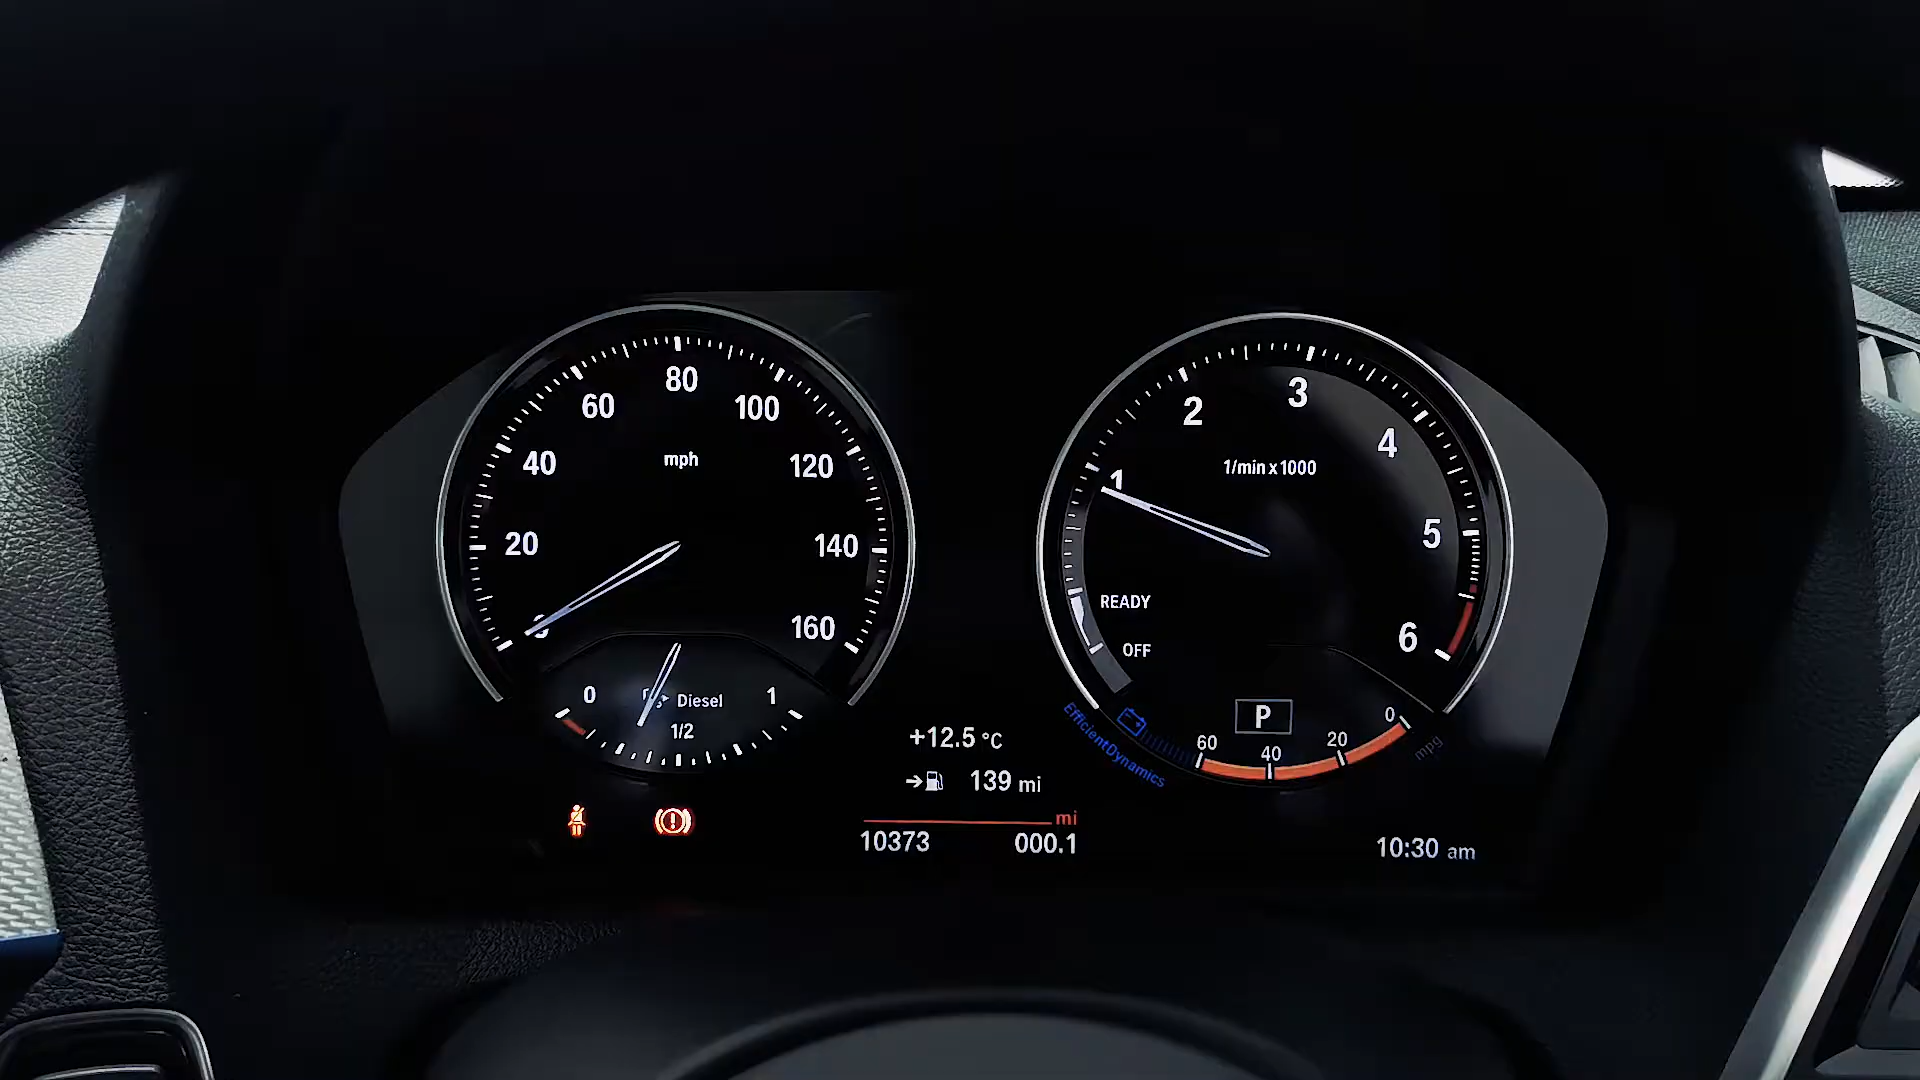 80
60
100
40
mph
120
20
140
160
0
Diesel
1
1/2
3
2
4
1/min x 1000
1
5
READY
6
OFF
P
EfficientDynamics
60
40
20
0
mpg
+12.5 °C
139 mi
mi
10373 000.1
10:30 am